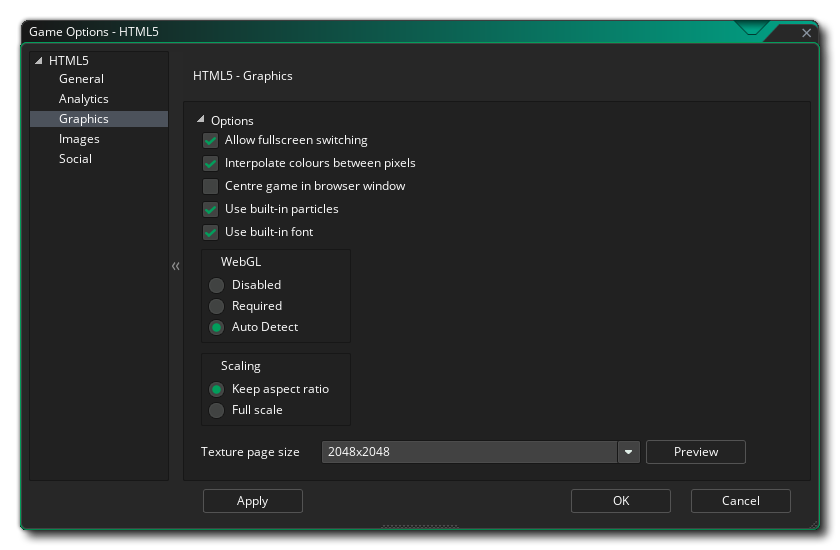 Game Options - HTML5
HTML5
General
Analytics
Graphics
Images
Social
HTML5 - Graphics
Options
Allow fullscreen switching
Interpolate colours between pixels
Centre game in browser window
Use built-in particles
Use built-in font
WebGL
Disabled
Required
Auto Detect
Scaling
Keep aspect ratio
Full scale
Texture page size 2048x2048 Preview
Apply OK Cancel